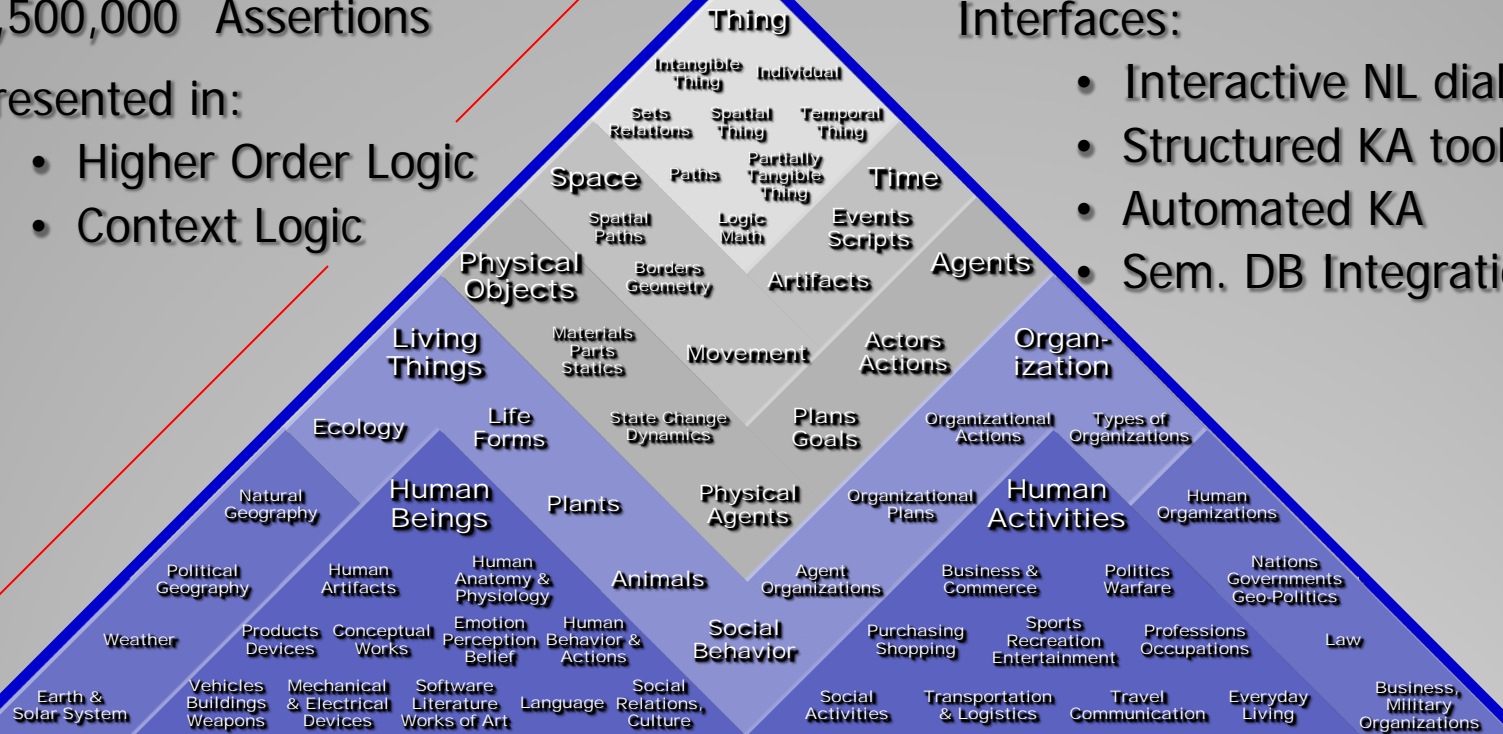 ,500,000 Assertions
resented in:
• Higher Order Logic
• Context Logic
Interfaces:
• Interactive NL dial
• Structured KA tool
• Automated KA
• Sem. DB Integrati
Thing
Intangible
Thing
Individual
Sets
Relations
Spatial
Thing
Temporal
Thing
Space
Paths
Partially
Tangible
Thing
Time
Spatial
Paths
Logic
Math
Events
Scripts
Physical
Objects
Borders
Geometry
Artifacts
Agents
Living
Things
Materials
Parts
Statics
Movement
Actors
Actions
Organ-
ization
Ecology
Life
Forms
State Change
Dynamics
Plans
Goals
Organizational
Actions
Types of
Organizations
Natural
Geography
Human
Beings
Plants
Physical
Agents
Organizational
Plans
Human
Activities
Human
Organizations
Political
Geography
Human
Artifacts
Human
Anatomy &
Physiology
Animals
Agent
Organizations
Business &
Commerce
Politics
Warfare
Nations
Governments
Geo-Politics
Weather
Products
Devices
Conceptual
Works
Emotion
Perception
Belief
Human
Behavior &
Actions
Social
Behavior
Purchasing
Shopping
Sports
Recreation
Entertainment
Professions
Occupations
Law
Earth &
Solar System
Vehicles
Buildings
Weapons
Mechanical
& Electrical
Devices
Software
Literature
Works of Art
Language
Social
Relations,
Culture
Social
Activities
Transportation
& Logistics
Travel
Communication
Everyday
Living
Business,
Military
Organizations